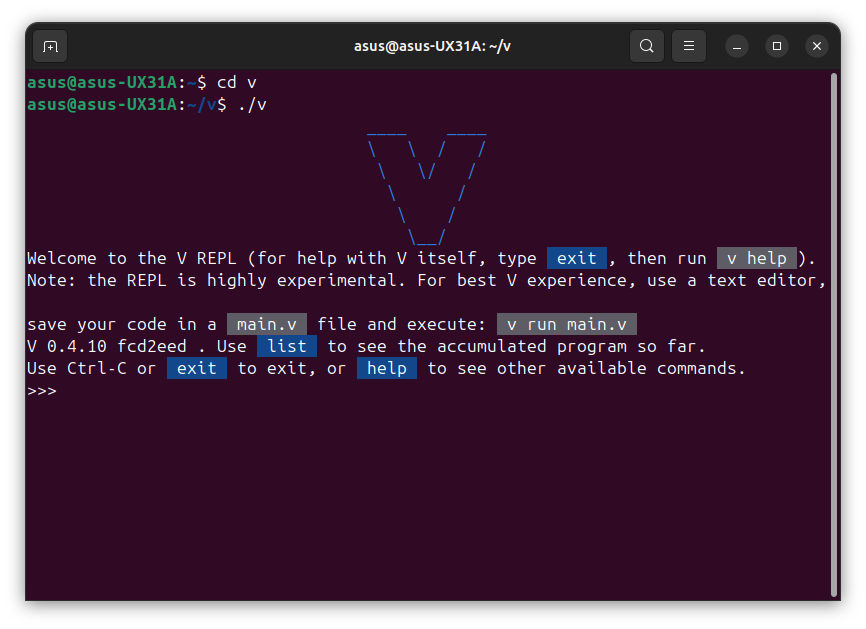 asus@asus-UX31A: ~/v
asus@asus-UX31A:~$ cd v
asus@asus-UX31A:~/v$ ./v
 ____    ____
 \   \  /   /
  \   \/   /
   \      /
    \    /
     \__/
Welcome to the V REPL (for help with V itself, type  exit , then run  v help ).
Note: the REPL is highly experimental. For best V experience, use a text editor,
save your code in a  main.v  file and execute:  v run main.v
V 0.4.10 fcd2eed . Use  list  to see the accumulated program so far.
Use Ctrl-C or  exit  to exit, or  help  to see other available commands.
>>>